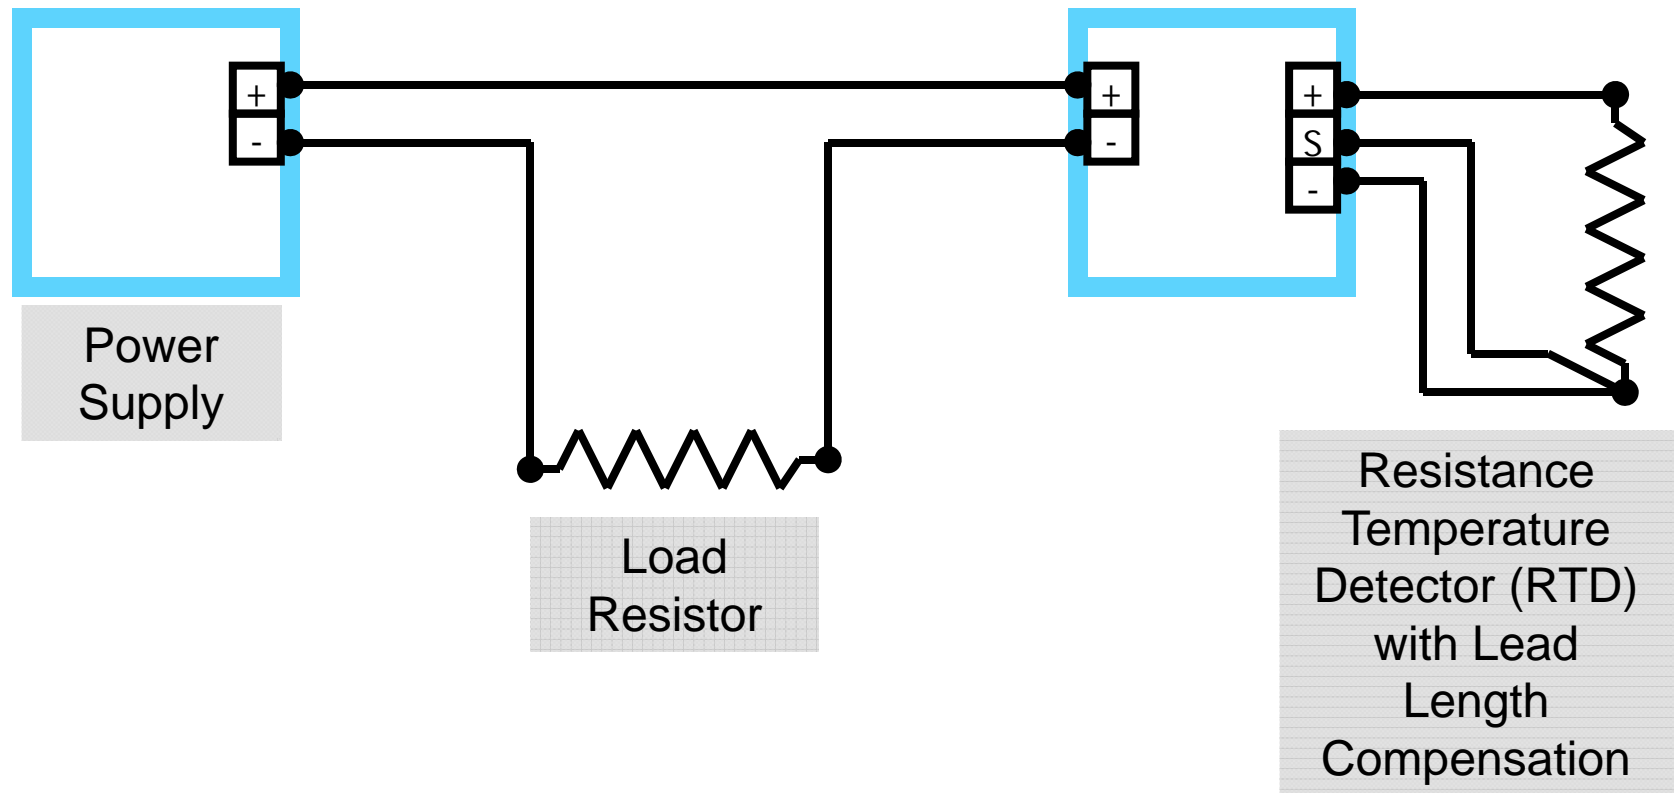 +
-
+
-
+
S
-
Power
Supply
Load
Resistor
Resistance
Temperature
Detector (RTD)
with Lead
Length
Compensation